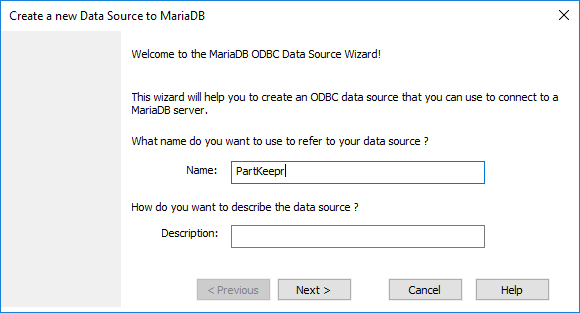 Create a new Data Source to MariaDB
Welcome to the MariaDB ODBC Data Source Wizard!
This wizard will help you to create an ODBC data source that you can use to connect to a
MariaDB server.
What name do you want to use to refer to your data source ?
Name: PartKeepr
How do you want to describe the data source ?
Description:
< Previous Next > Cancel Help